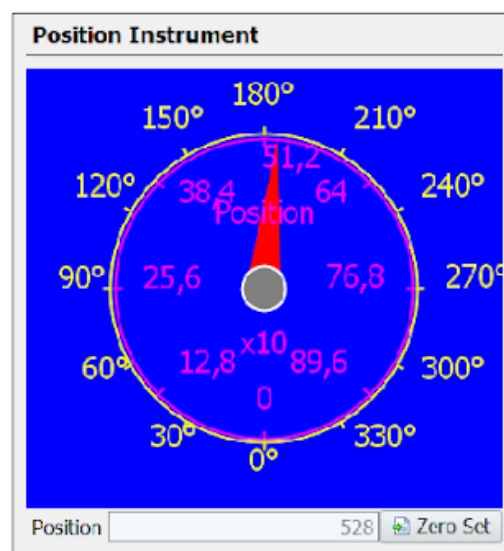 Position Instrument
180°
150° 210°
51,2
120° 38,4 64 240°
Position
90° 25,6 76,8 270°
x10
60° 12,8 89,6 300°
0
30° 330°
0°
Position 528 Zero Set